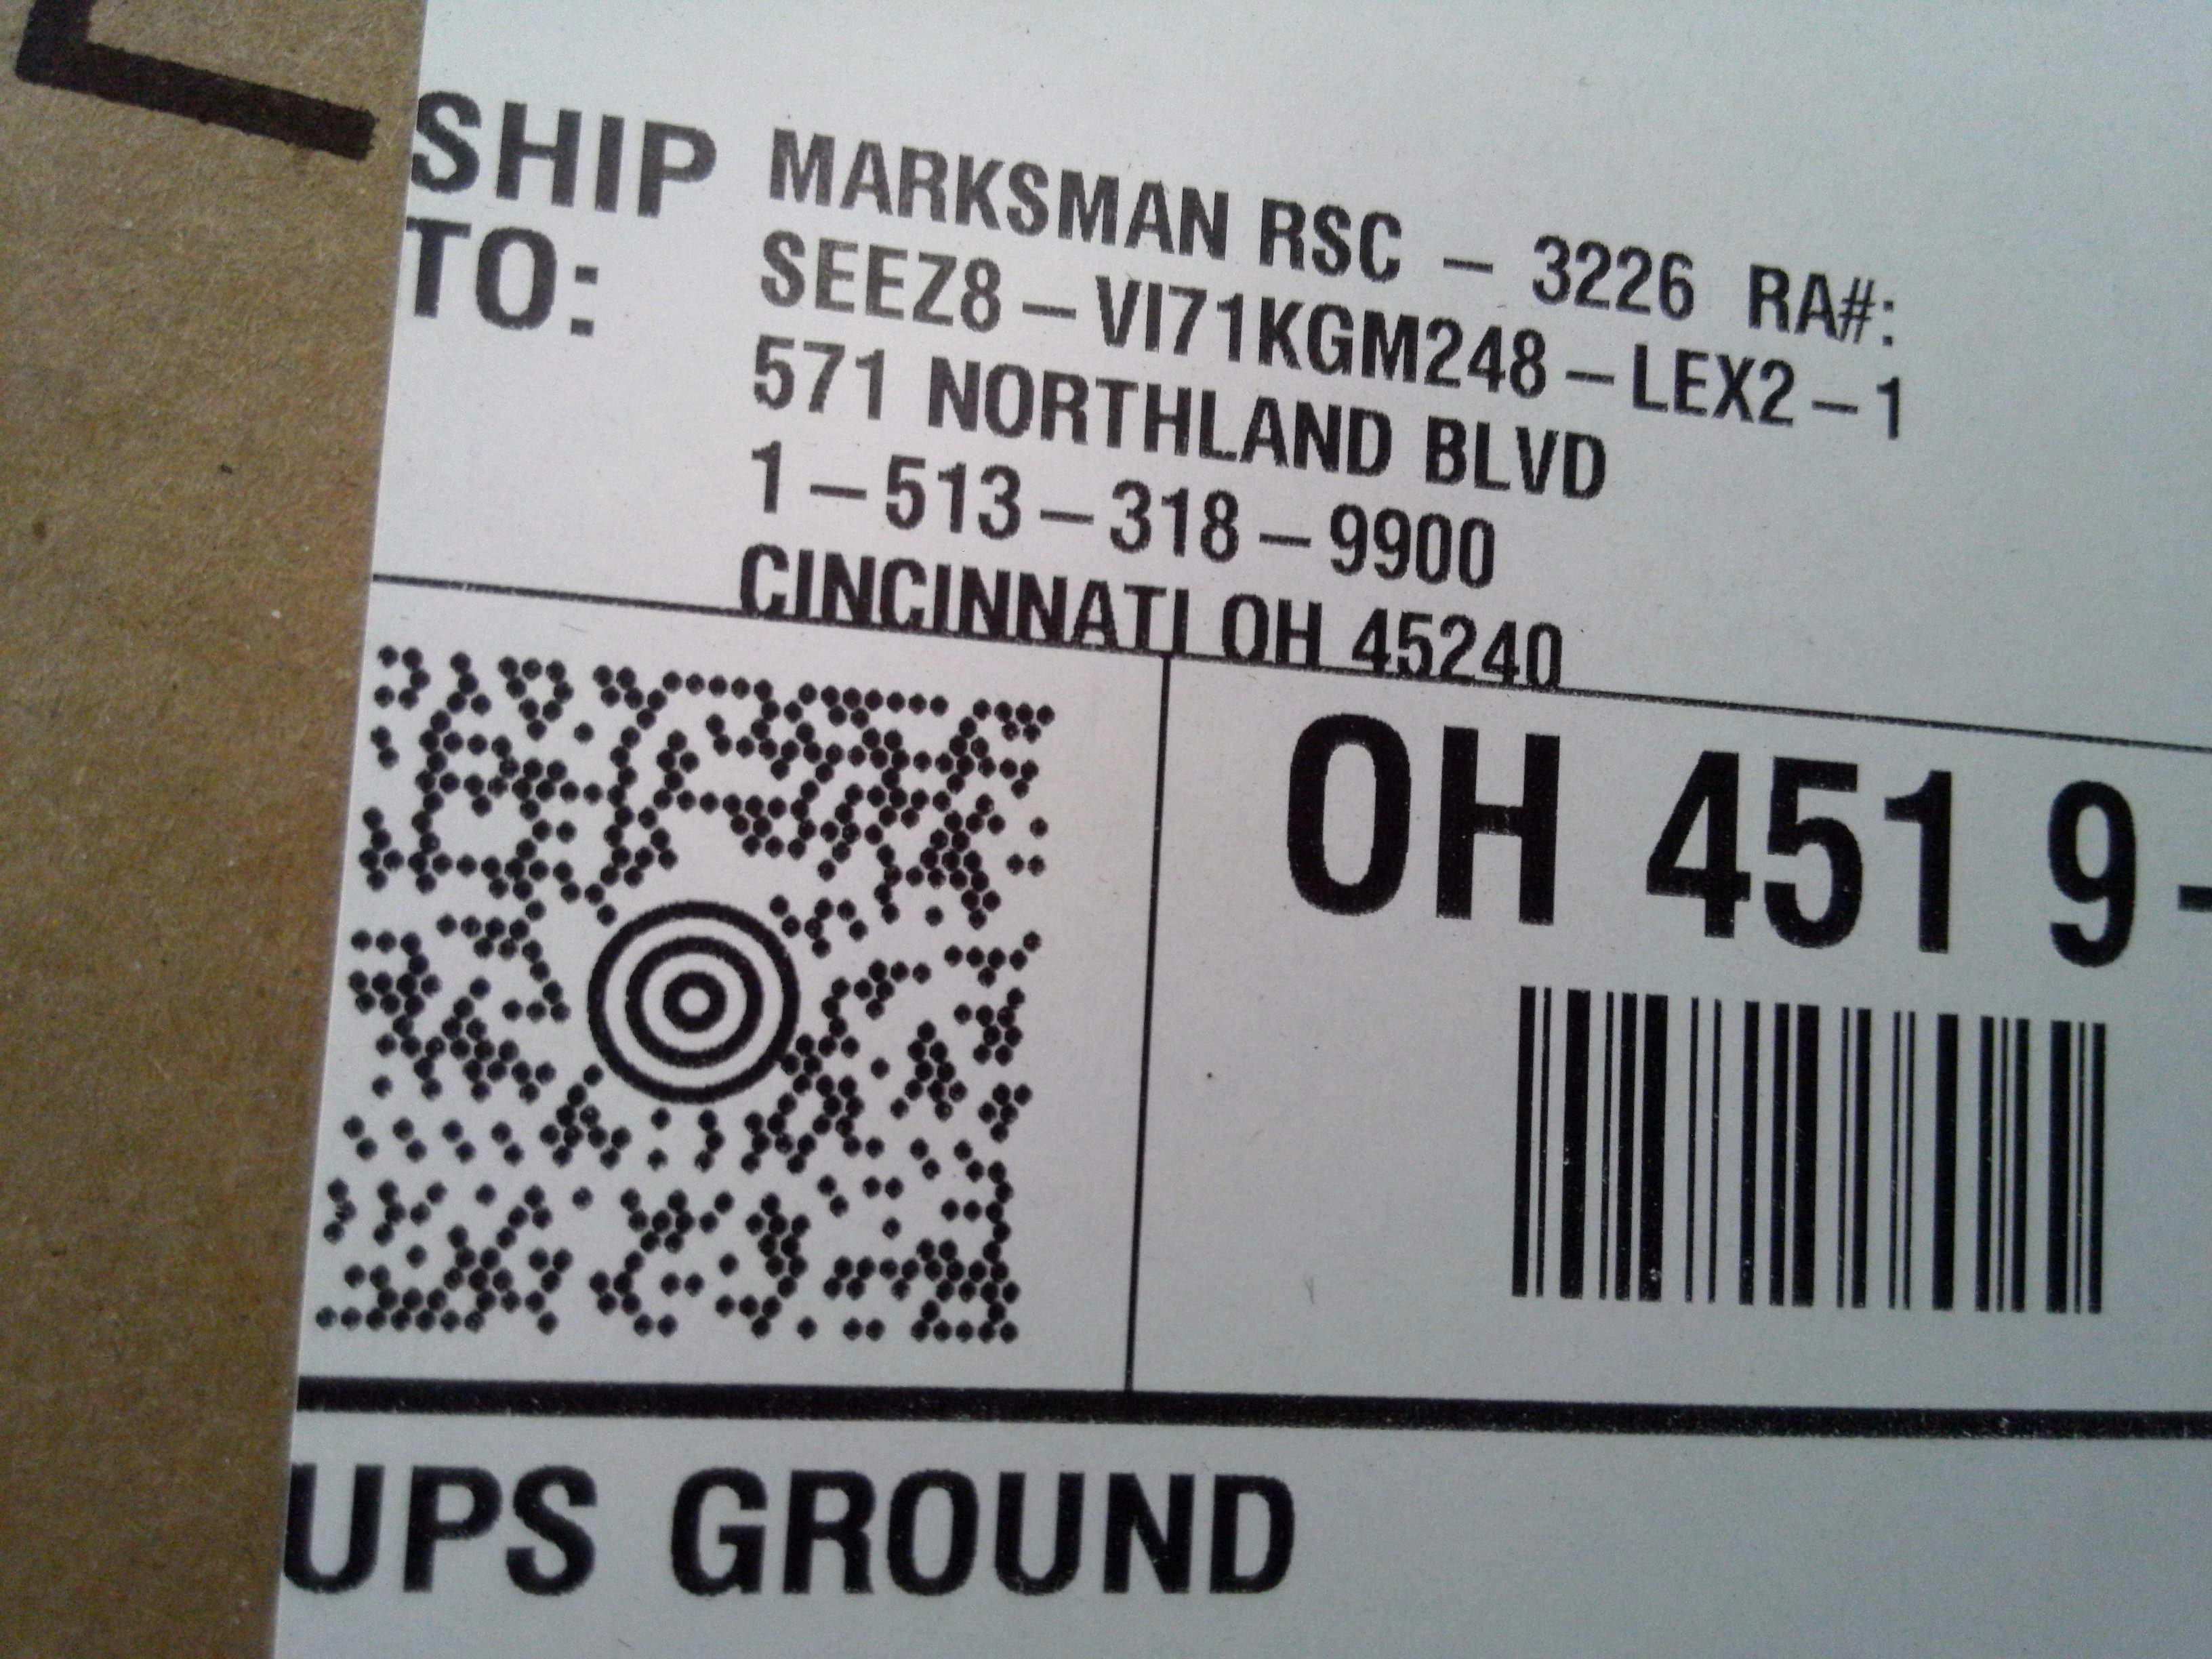 SHIP TO:
MARKSMAN RSC – 3226 RA#:
SEEZ8 – VI71KGM248 – LEX2 – 1
571 NORTHLAND BLVD
1 – 513 – 318 – 9900
CINCINNATI OH 45240
OH 451 9-
UPS GROUND